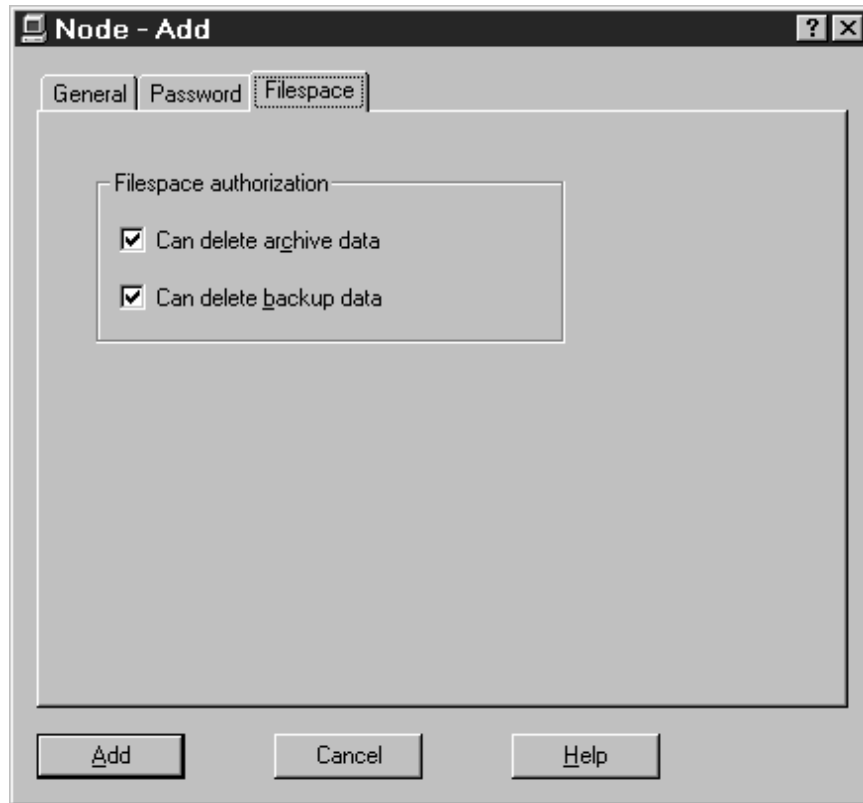 Node - Add
General Password Filespace
Filespace authorization
Can delete archive data
Can delete backup data
Add Cancel Help